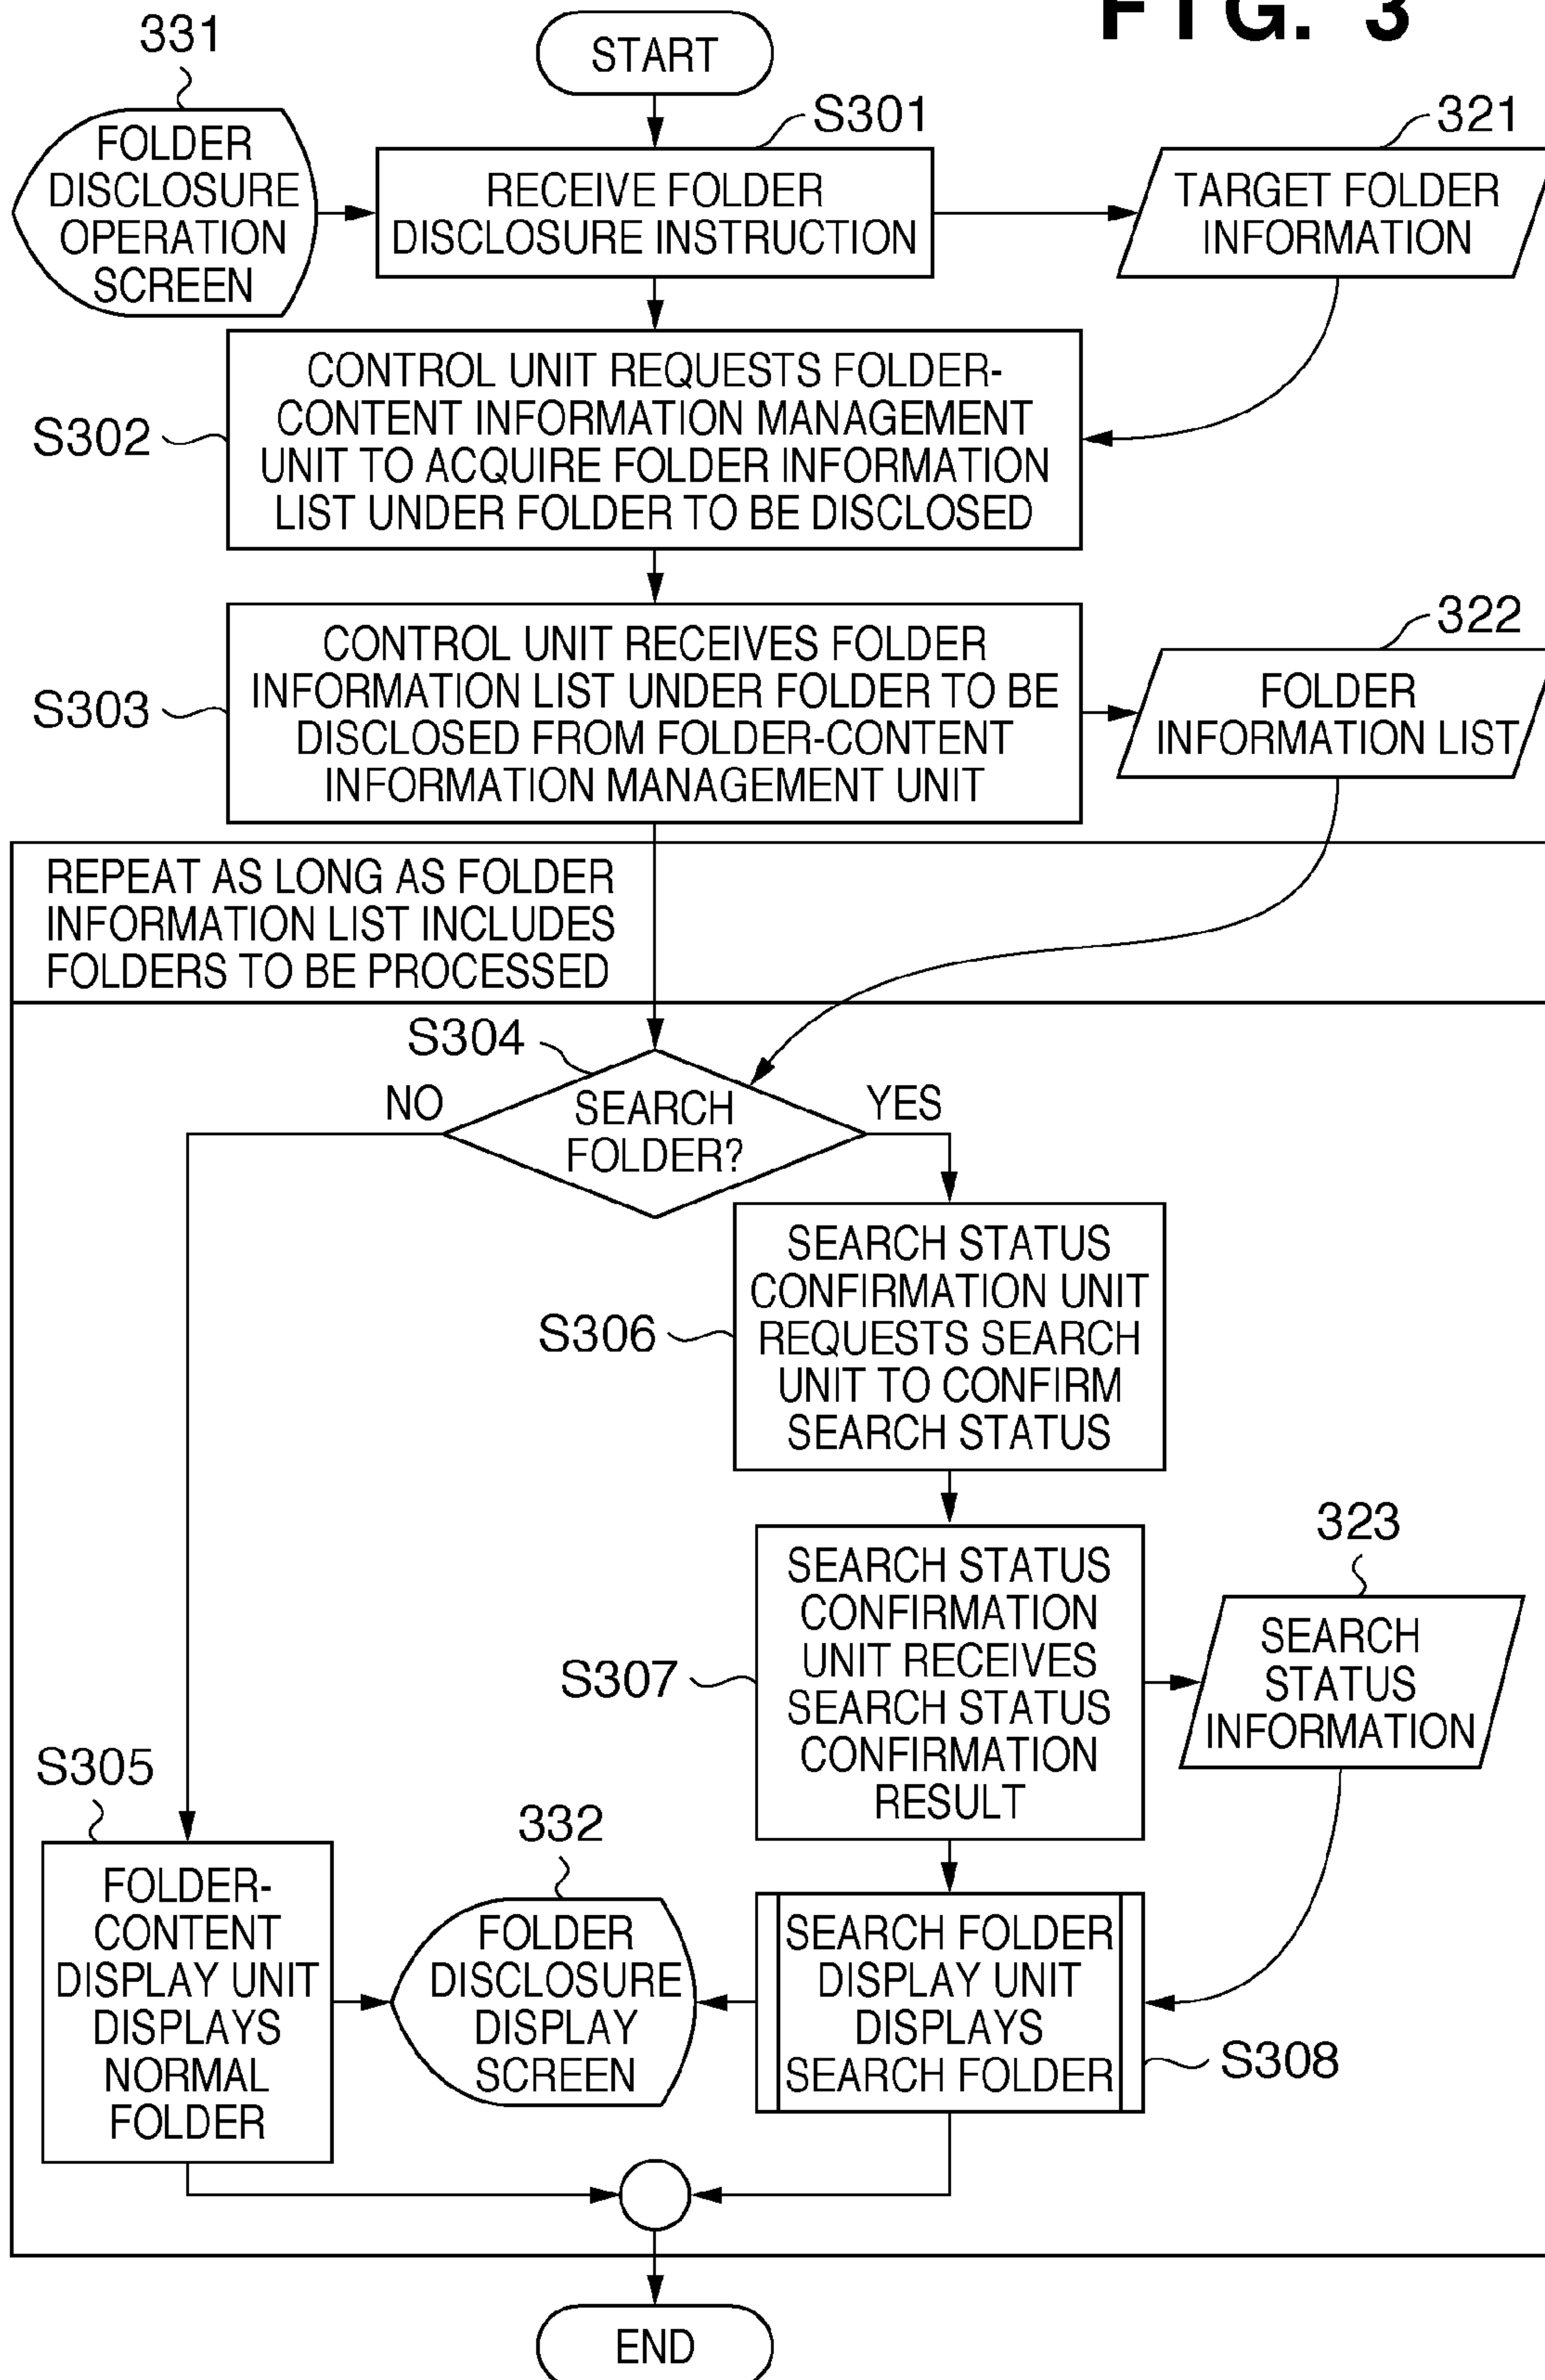 FIG. 3
331
START
S301
321
FOLDER
DISCLOSURE
OPERATION
SCREEN
RECEIVE FOLDER
DISCLOSURE INSTRUCTION
TARGET FOLDER
INFORMATION
S302
CONTROL UNIT REQUESTS FOLDER-
CONTENT INFORMATION MANAGEMENT
UNIT TO ACQUIRE FOLDER INFORMATION
LIST UNDER FOLDER TO BE DISCLOSED
S303
CONTROL UNIT RECEIVES FOLDER
INFORMATION LIST UNDER FOLDER TO BE
DISCLOSED FROM FOLDER-CONTENT
INFORMATION MANAGEMENT UNIT
322
FOLDER
INFORMATION LIST
REPEAT AS LONG AS FOLDER
INFORMATION LIST INCLUDES
FOLDERS TO BE PROCESSED
S304
NO
SEARCH
FOLDER?
YES
S306
SEARCH STATUS
CONFIRMATION UNIT
REQUESTS SEARCH
UNIT TO CONFIRM
SEARCH STATUS
S307
SEARCH STATUS
CONFIRMATION
UNIT RECEIVES
SEARCH STATUS
CONFIRMATION
RESULT
323
SEARCH
STATUS
INFORMATION
S305
FOLDER-
CONTENT
DISPLAY UNIT
DISPLAYS
NORMAL
FOLDER
332
FOLDER
DISCLOSURE
DISPLAY
SCREEN
SEARCH FOLDER
DISPLAY UNIT
DISPLAYS
SEARCH FOLDER
S308
END